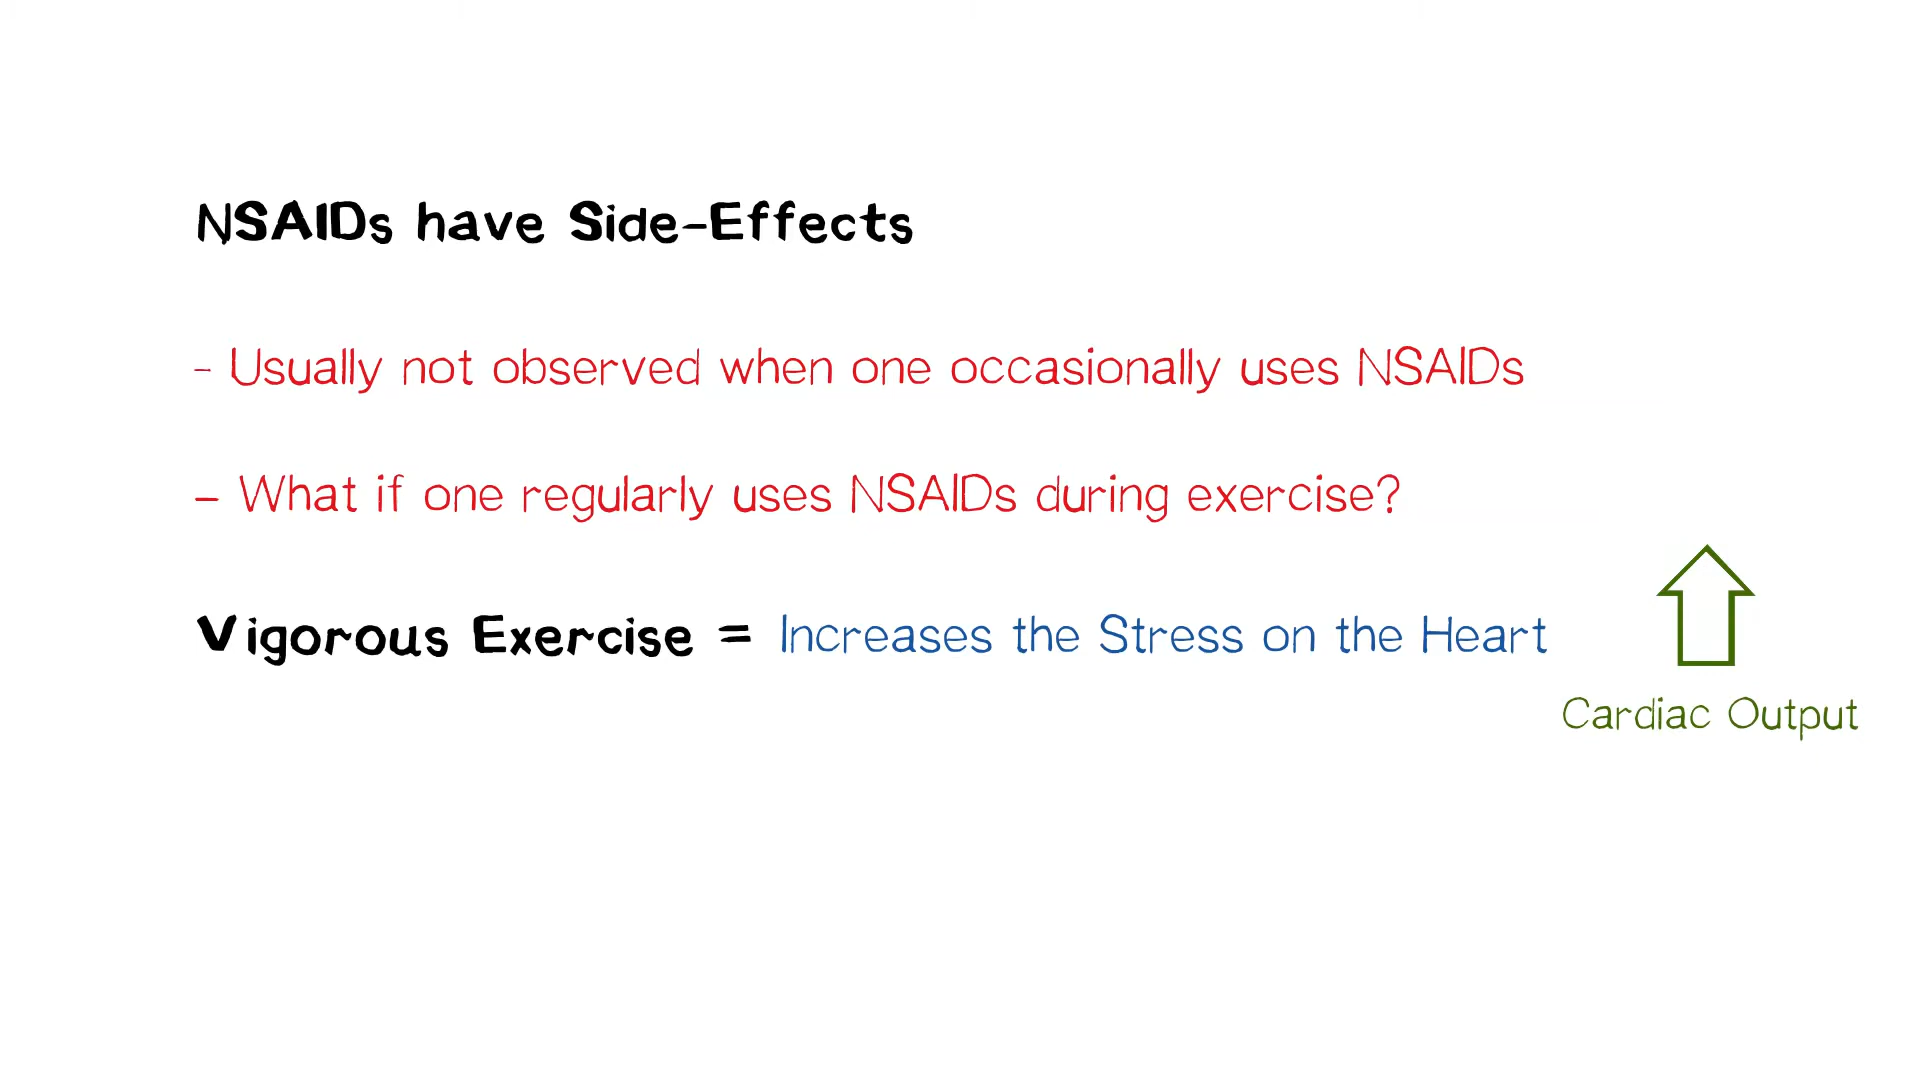 NSAIDs have Side-Effects
- Usually not observed when one occasionally uses NSAIDs
- What if one regularly uses NSAIDs during exercise?
Vigorous Exercise = Increases the Stress on the Heart
Cardiac Output